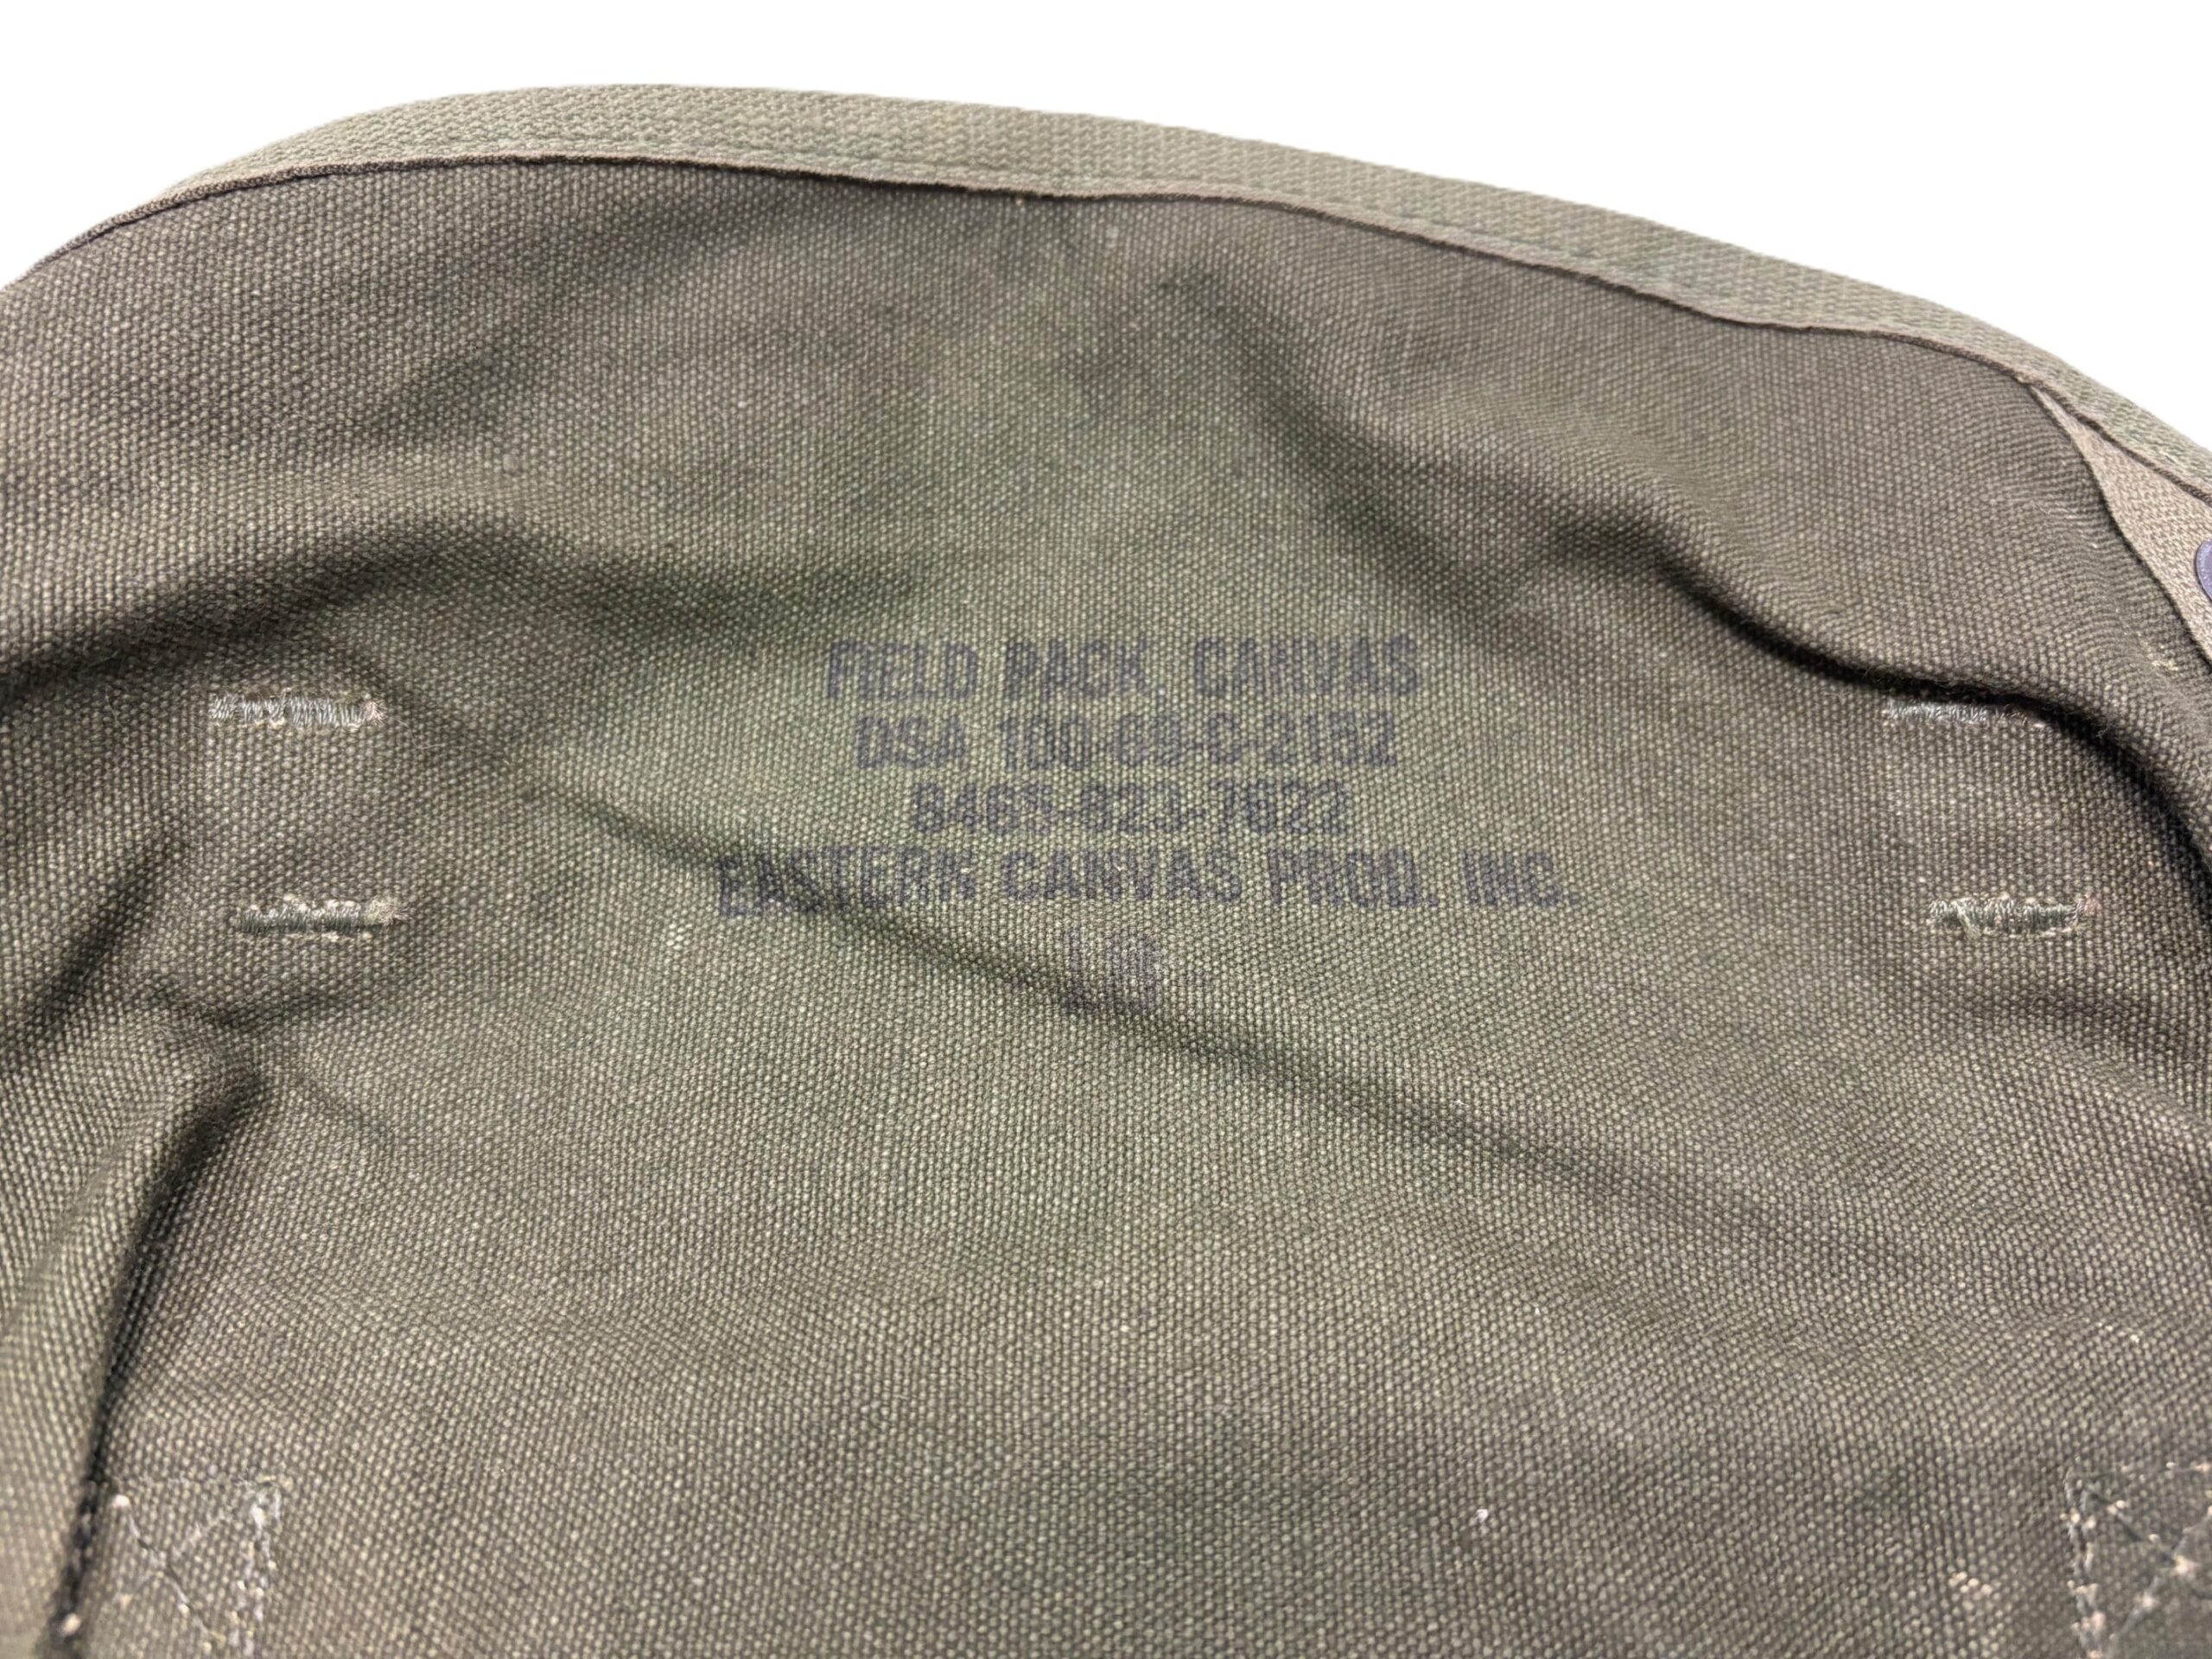 FIELD PACK, CANVAS
DSA 100-69-C-2152
8465-823-7622
EASTERN CANVAS PROD. INC.